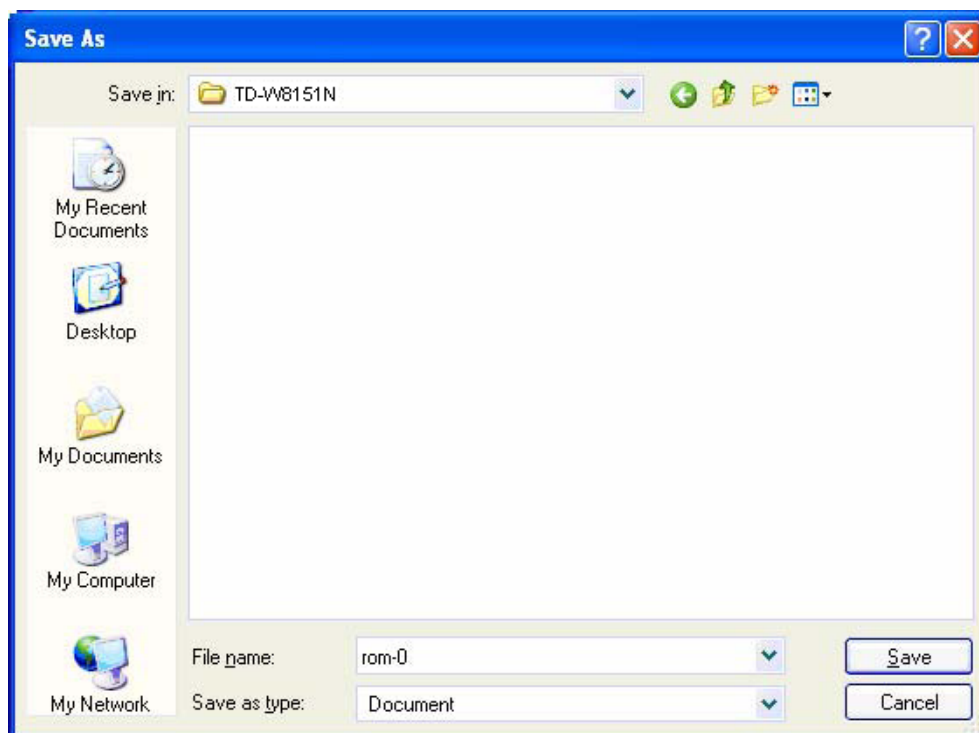 Save As
Save in: TD-W8151N
My Recent
Documents
Desktop
My Documents
My Computer
My Network
File name: rom-0 Save
Save as type: Document Cancel